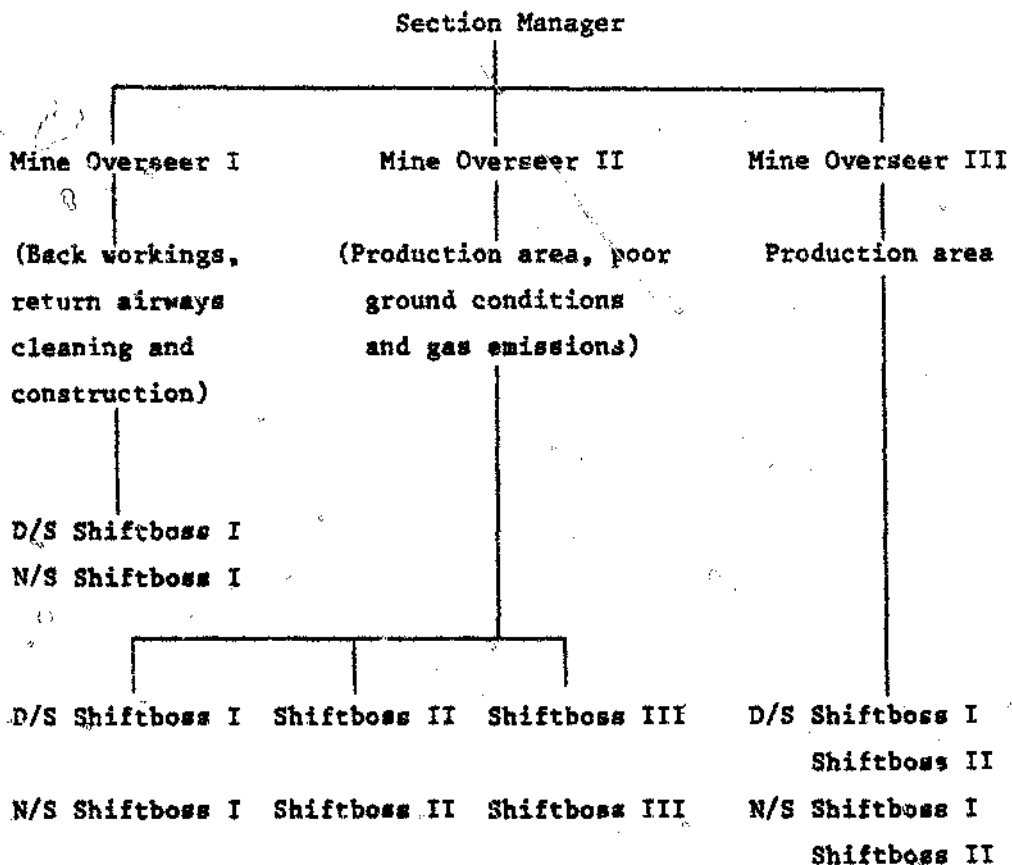 Section Manager
Mine Overseer I Mine Overseer II Mine Overseer III
(Back workings, (Production area, poor Production area
return airways ground conditions
cleaning and and gas emissions)
construction)
D/S Shiftboss I
N/S Shiftboss I
D/S Shiftboss I Shiftboss II Shiftboss III D/S Shiftboss I
Shiftboss II
N/S Shiftboss I Shiftboss II Shiftboss III N/S Shiftboss I
Shiftboss II